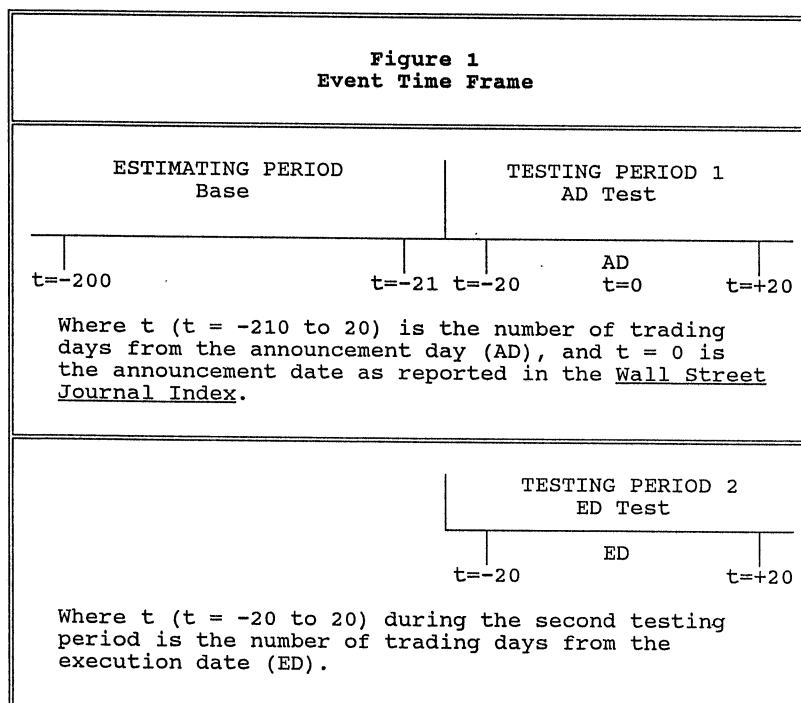 Figure 1
Event Time Frame
ESTIMATING PERIOD
Base
TESTING PERIOD 1
AD Test
AD
t=-200 t=-21 t=-20 t=0 t=+20
Where t (t = -210 to 20) is the number of trading
days from the announcement day (AD), and t = 0 is
the announcement date as reported in the Wall Street
Journal Index.
TESTING PERIOD 2
ED Test
ED
t=-20 t=+20
Where t (t = -20 to 20) during the second testing
period is the number of trading days from the
execution date (ED).